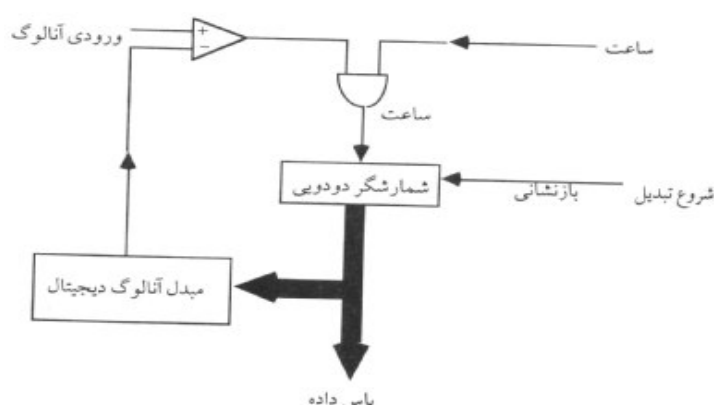 ورودی آنالوگ
+
−
ساعت
ساعت
شمارشگر دودویی
بازنشانی
شروع تبدیل
مبدل آنالوگ دیجیتال
باس داده